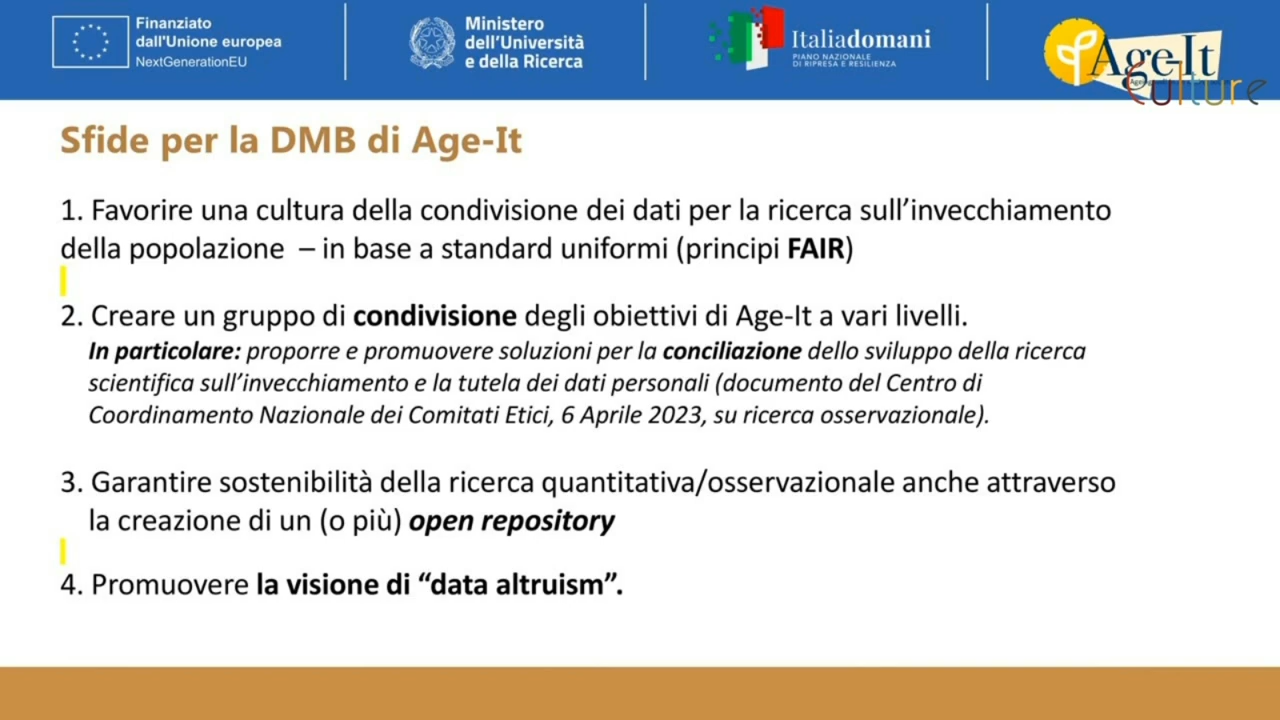 Finanziato
dall'Unione europea
NextGenerationEU
Ministero
dell'Università
e della Ricerca
Italiadomani
PIANO NAZIONALE
DI RIPRESA E RESILIENZA
Age-It
Culture
Sfide per la DMB di Age-It
1. Favorire una cultura della condivisione dei dati per la ricerca sull’invecchiamento
della popolazione – in base a standard uniformi (principi FAIR)
2. Creare un gruppo di condivisione degli obiettivi di Age-It a vari livelli.
In particolare: proporre e promuovere soluzioni per la conciliazione dello sviluppo della ricerca
scientifica sull’invecchiamento e la tutela dei dati personali (documento del Centro di
Coordinamento Nazionale dei Comitati Etici, 6 Aprile 2023, su ricerca osservazionale).
3. Garantire sostenibilità della ricerca quantitativa/osservazionale anche attraverso
la creazione di un (o più) open repository
4. Promuovere la visione di “data altruism”.